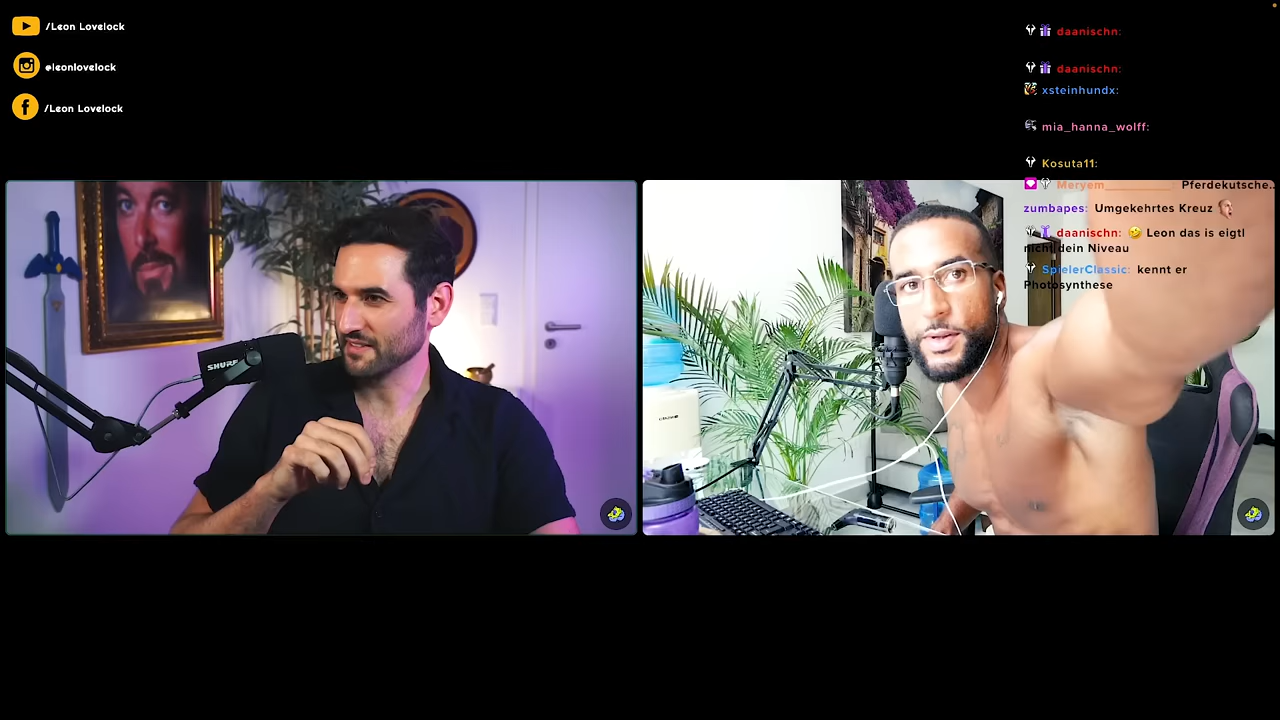 /Leon Lovelock
@leonlovelock
/Leon Lovelock
daanischn:
daanischn:
xsteinhundx:
mia_hanna_wolff:
Kosuta11:
Meryem__________: Pferdekutsche..
zumbapes: Umgekehrtes Kreuz
daanischn: Leon das is eigtl
nicht dein Niveau
SpielerClassic: kennt er
Photosynthese
SHURE